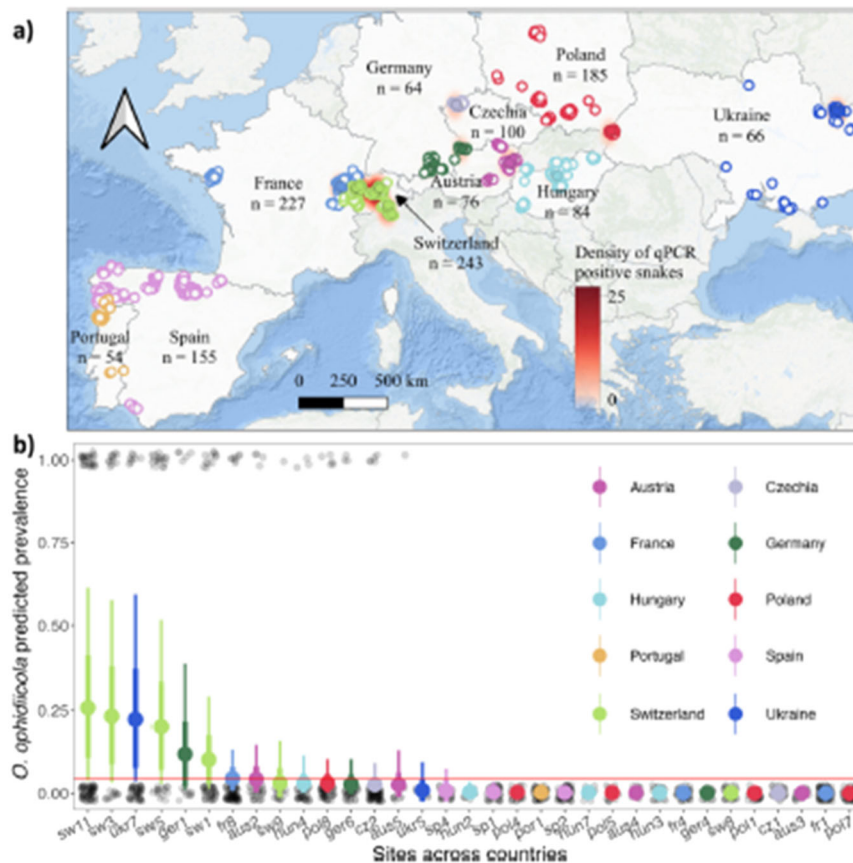 a)
Germany
n = 64
Poland
n = 185
Czechia
n = 100
Ukraine
n = 66
France
n = 227
Austria
n = 76
Hungary
n = 84
Switzerland
n = 243
Density of qPCR
positive snakes
25
0
Portugal
n = 54
Spain
n = 155
0 250 500 km
b)
O. ophidiicola predicted prevalence
1.00
0.75
0.50
0.25
0.00
Austria
Czechia
France
Germany
Hungary
Poland
Portugal
Spain
Switzerland
Ukraine
sw11 sw3 ukr7 sw5 ger1 sw1 fr8 aus2 sw9 hun4 pol8 ger6 cz2 aus5 ukr5 sp4 hun2 sp1 pol4 por1 sp2 hun7 pol5 aus4 hun3 fr4 ger4 sw8 pol1 cz1 aus3 fr1 pol7
Sites across countries